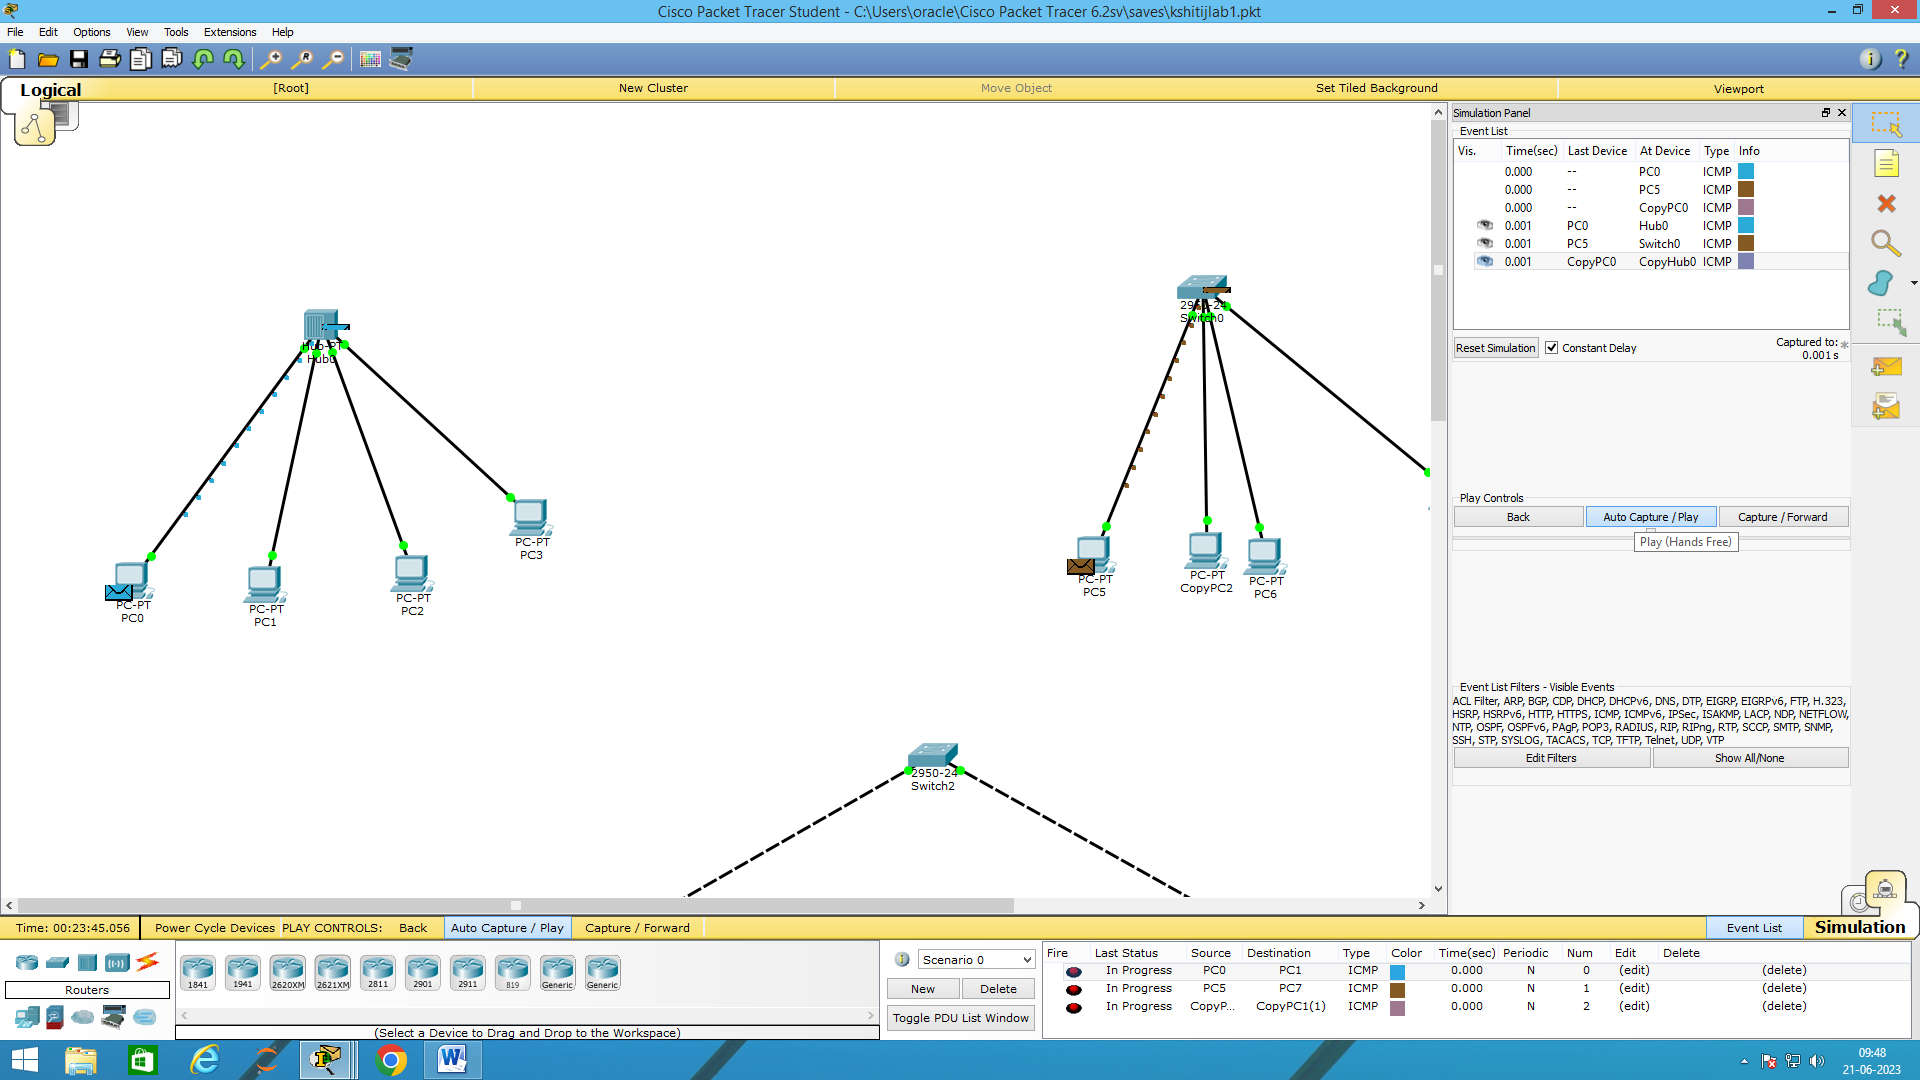 Cisco Packet Tracer Student - C:\Users\oracle\Cisco Packet Tracer 6.2sv\saves\kshitijlab1.pkt
File Edit Options View Tools Extensions Help
Logical [Root] New Cluster Move Object Set Tiled Background Viewport
Simulation Panel
Event List
Vis. Time(sec) Last Device At Device Type Info
0.000 -- PC0 ICMP
0.000 -- PC5 ICMP
0.000 -- CopyPC0 ICMP
0.001 PC0 Hub0 ICMP
0.001 PC5 Switch0 ICMP
0.001 CopyPC0 CopyHub0 ICMP
Reset Simulation Constant Delay Captured to:
0.001 s
Play Controls
Back Auto Capture / Play Capture / Forward
Play (Hands Free)
Event List Filters - Visible Events
ACL Filter, ARP, BGP, CDP, DHCP, DHCPv6, DNS, DTP, EIGRP, EIGRPv6, FTP, H.323,
HSRP, HSRPv6, HTTP, HTTPS, ICMP, ICMPv6, IPSec, ISAKMP, LACP, NDP, NETFLOW,
NTP, OSPF, OSPFv6, PAgP, POP3, RADIUS, RIP, RIPng, RTP, SCCP, SMTP, SNMP,
SSH, STP, SYSLOG, TACACS, TCP, TFTP, Telnet, UDP, VTP
Edit Filters Show All/None
Hub-PT
Hub0
PC-PT
PC0
PC-PT
PC1
PC-PT
PC2
PC-PT
PC3
2950-24
Switch0
PC-PT
PC5
PC-PT
CopyPC2
PC-PT
PC6
2950-24
Switch2
Time: 00:23:45.056 Power Cycle Devices PLAY CONTROLS: Back Auto Capture / Play Capture / Forward Event List Simulation
Routers
1841 1941 2620XM 2621XM 2811 2901 2911 819 Generic Generic
(Select a Device to Drag and Drop to the Workspace)
Scenario 0
New Delete
Toggle PDU List Window
Fire Last Status Source Destination Type Color Time(sec) Periodic Num Edit Delete
In Progress PC0 PC1 ICMP 0.000 N 0 (edit) (delete)
In Progress PC5 PC7 ICMP 0.000 N 1 (edit) (delete)
In Progress CopyP... CopyPC1(1) ICMP 0.000 N 2 (edit) (delete)
09:48
21-06-2023